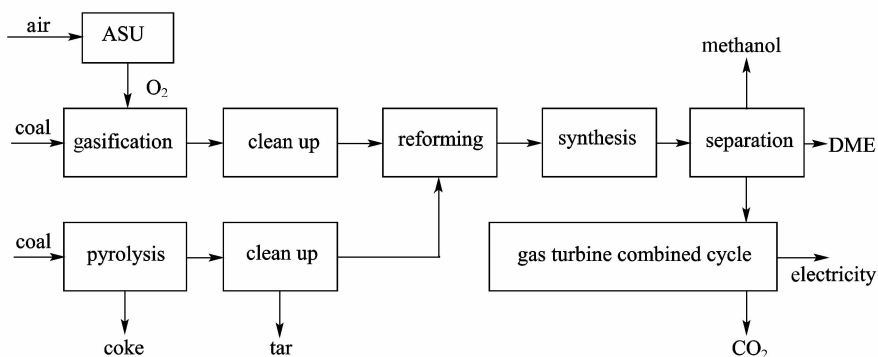 air
ASU
O₂
methanol
coal
gasification
clean up
reforming
synthesis
separation
DME
coal
pyrolysis
clean up
gas turbine combined cycle
electricity
coke
tar
CO₂